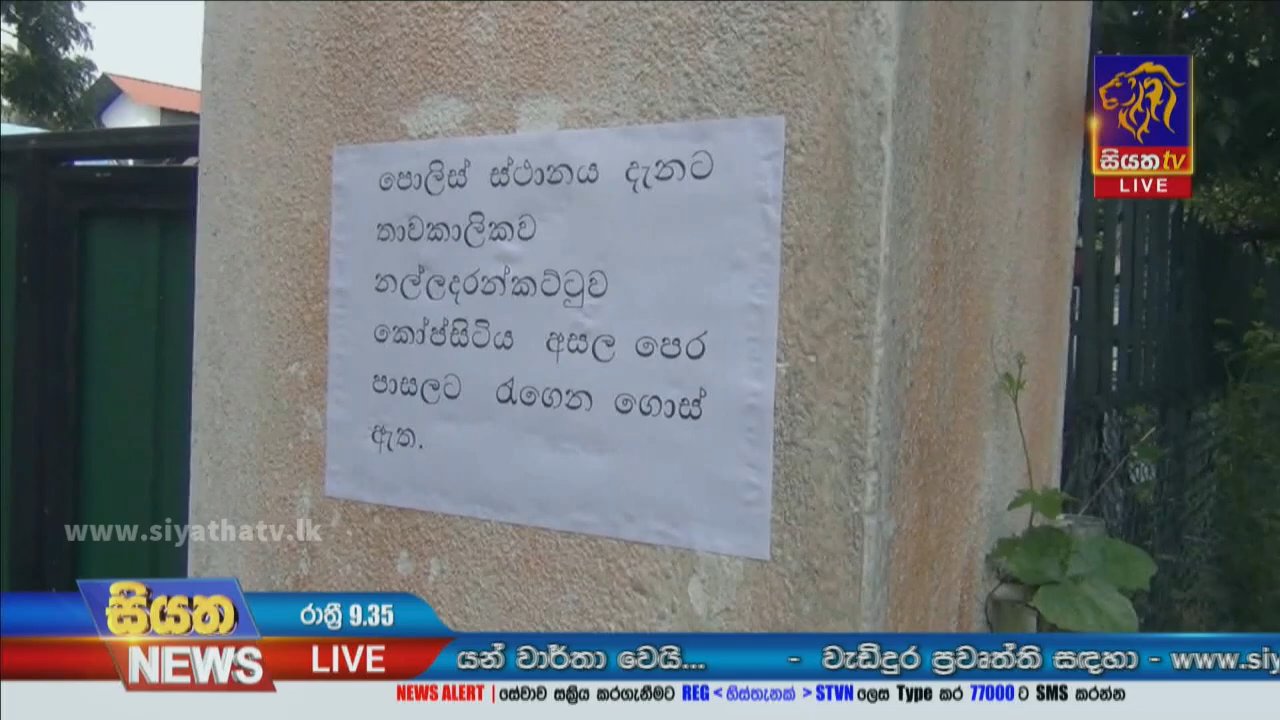 සියත tv
LIVE
පොලිස් ස්ථානය දැනට
තාවකාලිකව
නල්ලදරන්කට්ටුව
කෝප්සිටිය අසල පෙර
පාසලට රැගෙන ගොස්
ඇත.
www.siyathatv.lk
සියත
NEWS
රාත්‍රී 9.35
LIVE
යන් වාර්තා වෙයි... - වැඩිදුර ප්‍රවෘත්ති සඳහා - www.siy
NEWS ALERT | සේවාව සක්‍රිය කරගැනීමට REG < හිස්තැනක් > STVN ලෙස Type කර 77000 ට SMS කරන්න